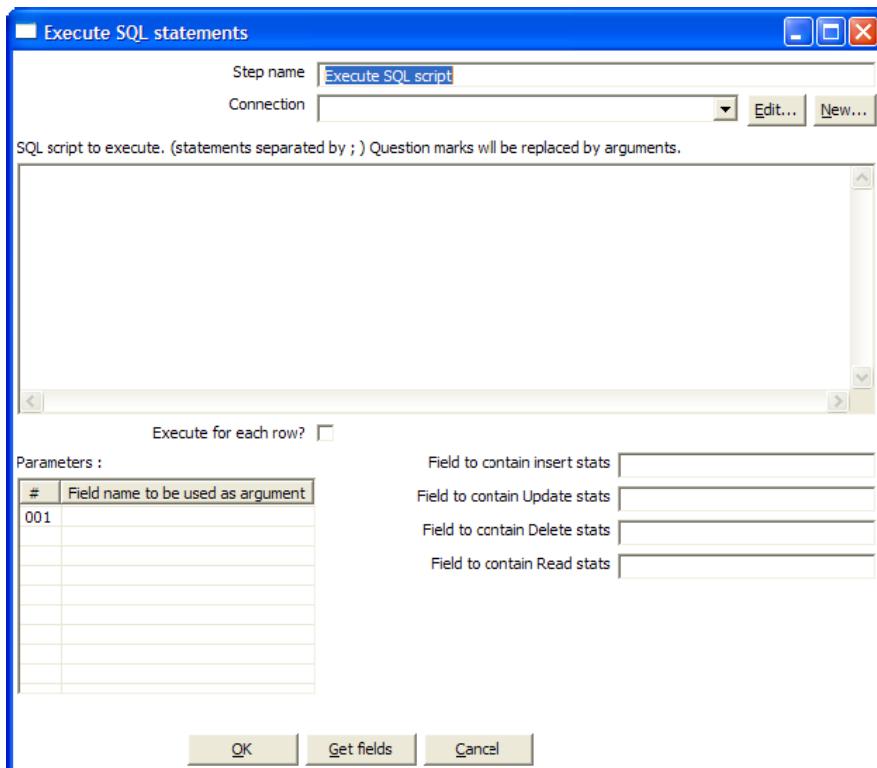 Execute SQL statements
Step name Execute SQL script
Connection Edit... New...
SQL script to execute. (statements separated by ; ) Question marks will be replaced by arguments.
Execute for each row?
Parameters : Field to contain insert stats
# Field name to be used as argument Field to contain Update stats
001
Field to contain Delete stats
Field to contain Read stats
OK Get fields Cancel